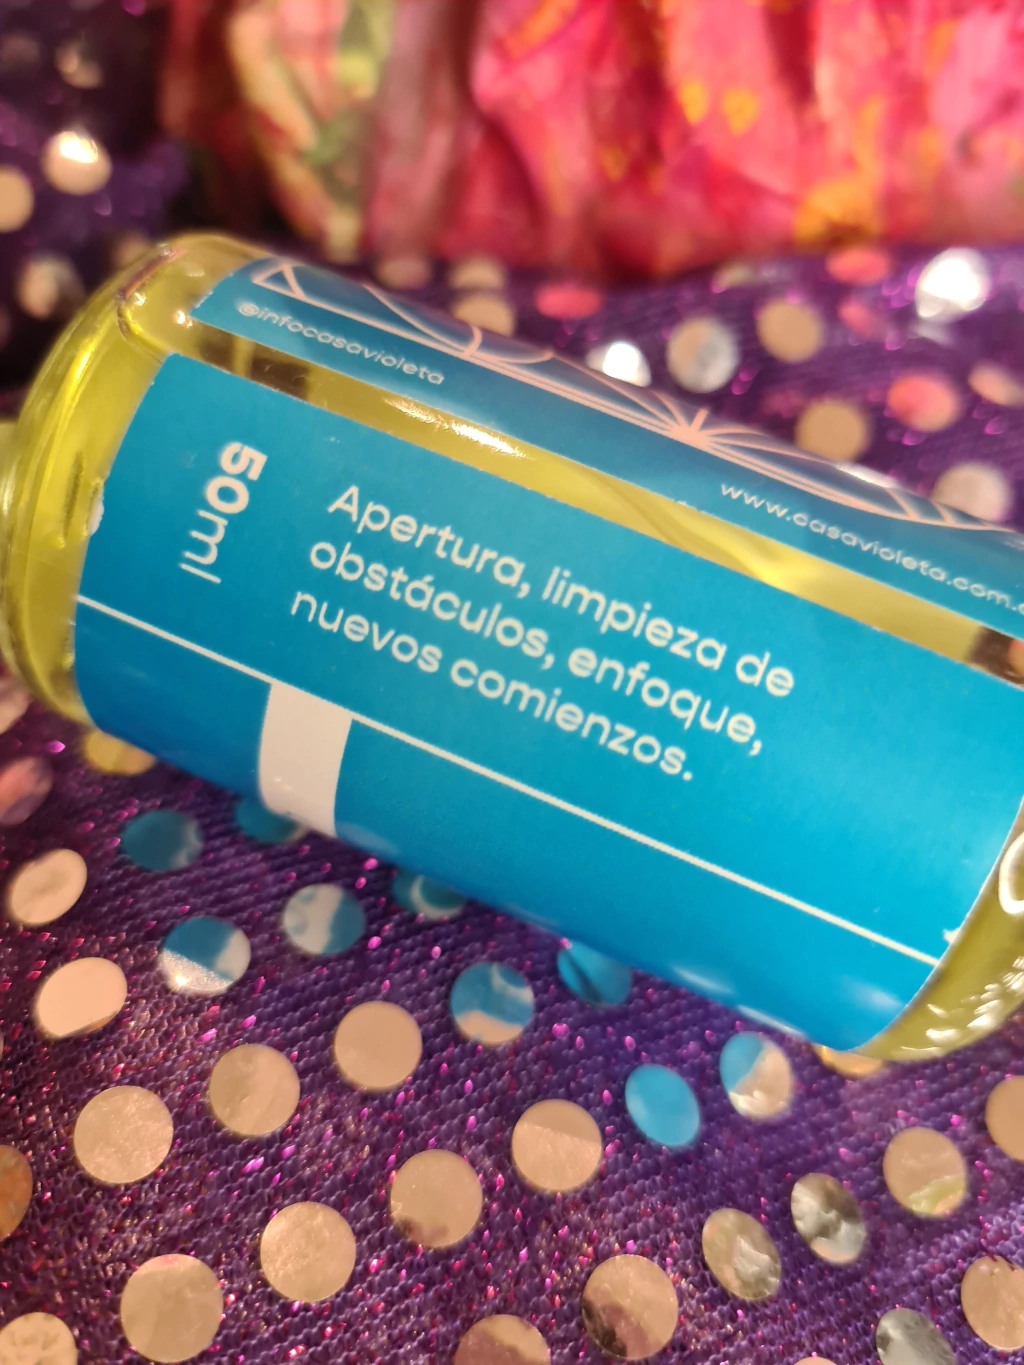 @infocasavioleta
www.casavioleta.com.
50ml
Apertura, limpieza de
obstáculos, enfoque,
nuevos comienzos.